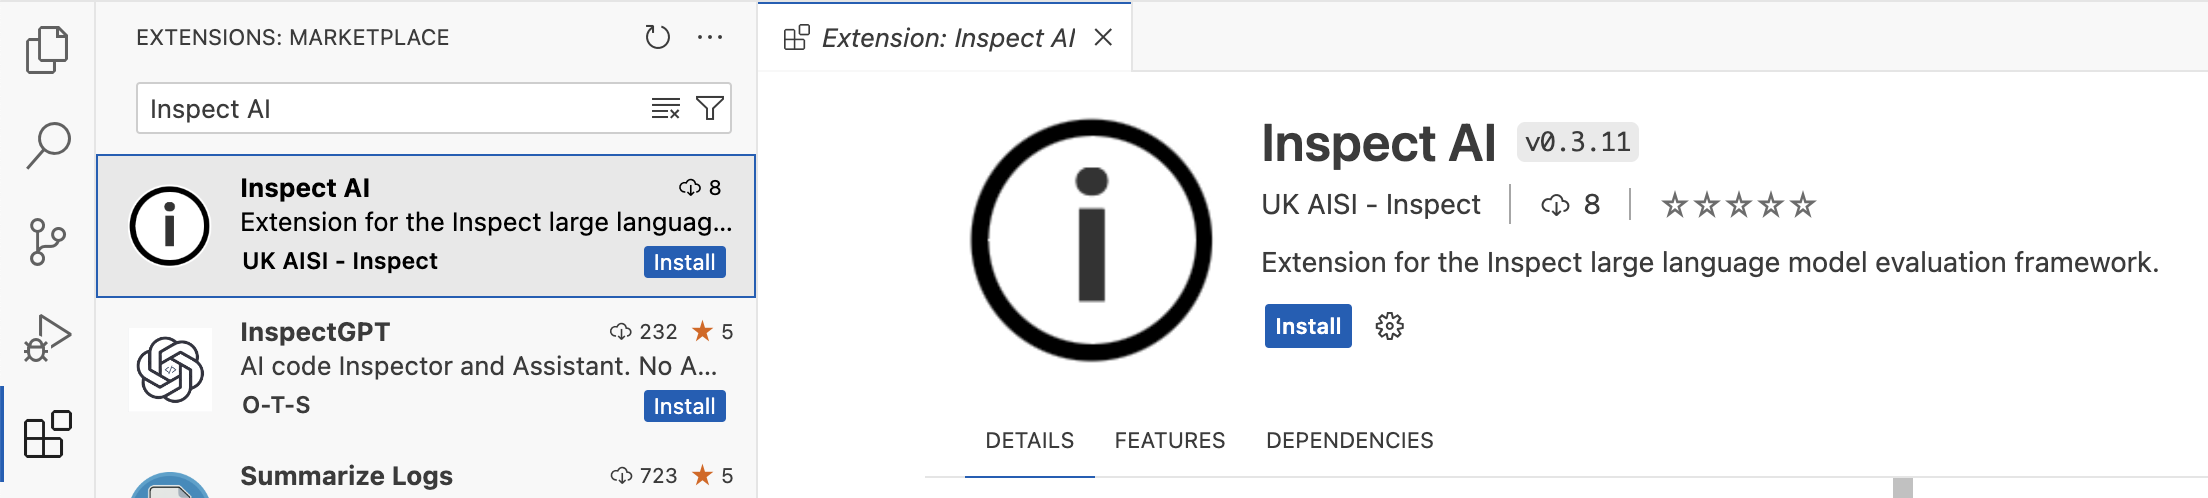 EXTENSIONS: MARKETPLACE
Inspect AI
Inspect AI 8
Extension for the Inspect large languag...
UK AISI - Inspect Install
InspectGPT 232 ★ 5
AI code Inspector and Assistant. No A...
O-T-S Install
Summarize Logs 723 ★ 5
Extension: Inspect AI
Inspect AI v0.3.11
UK AISI - Inspect 8
Extension for the Inspect large language model evaluation framework.
Install
DETAILS FEATURES DEPENDENCIES